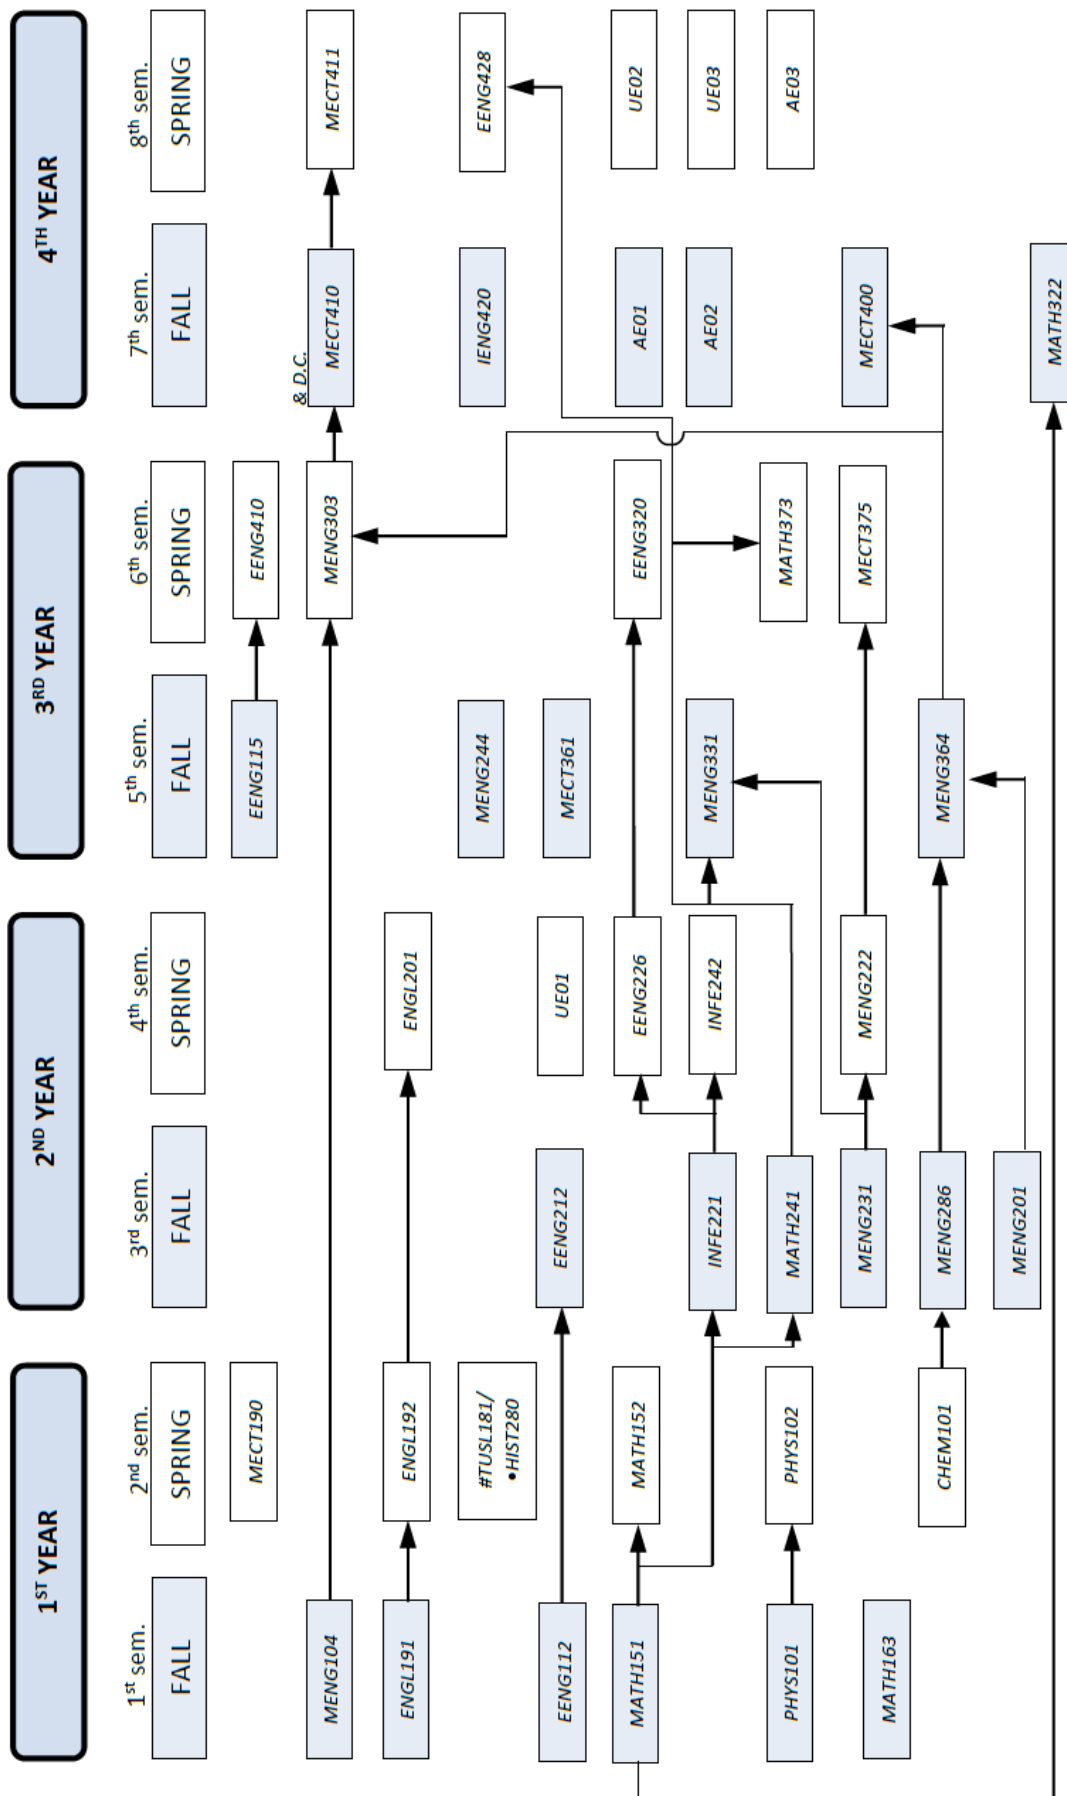 1ST YEAR
1st sem.
FALL
MENG104
ENGL191
EENG112
MATH151
PHYS101
MATH163
2nd sem.
SPRING
MECT190
ENGL192
#TUSL181/
•HIST280
MATH152
PHYS102
CHEM101
2ND YEAR
3rd sem.
FALL
EENG212
INFE221
MATH241
MENG231
MENG286
MENG201
4th sem.
SPRING
ENGL201
UE01
EENG226
INFE242
MENG222
3RD YEAR
5th sem.
FALL
EENG115
MENG244
MECT361
MENG331
MENG364
6th sem.
SPRING
EENG410
MENG303
EENG320
MATH373
MECT375
4TH YEAR
7th sem.
FALL
& D.C.
MECT410
IENG420
AE01
AE02
MECT400
MATH322
8th sem.
SPRING
MECT411
EENG428
UE02
UE03
AE03